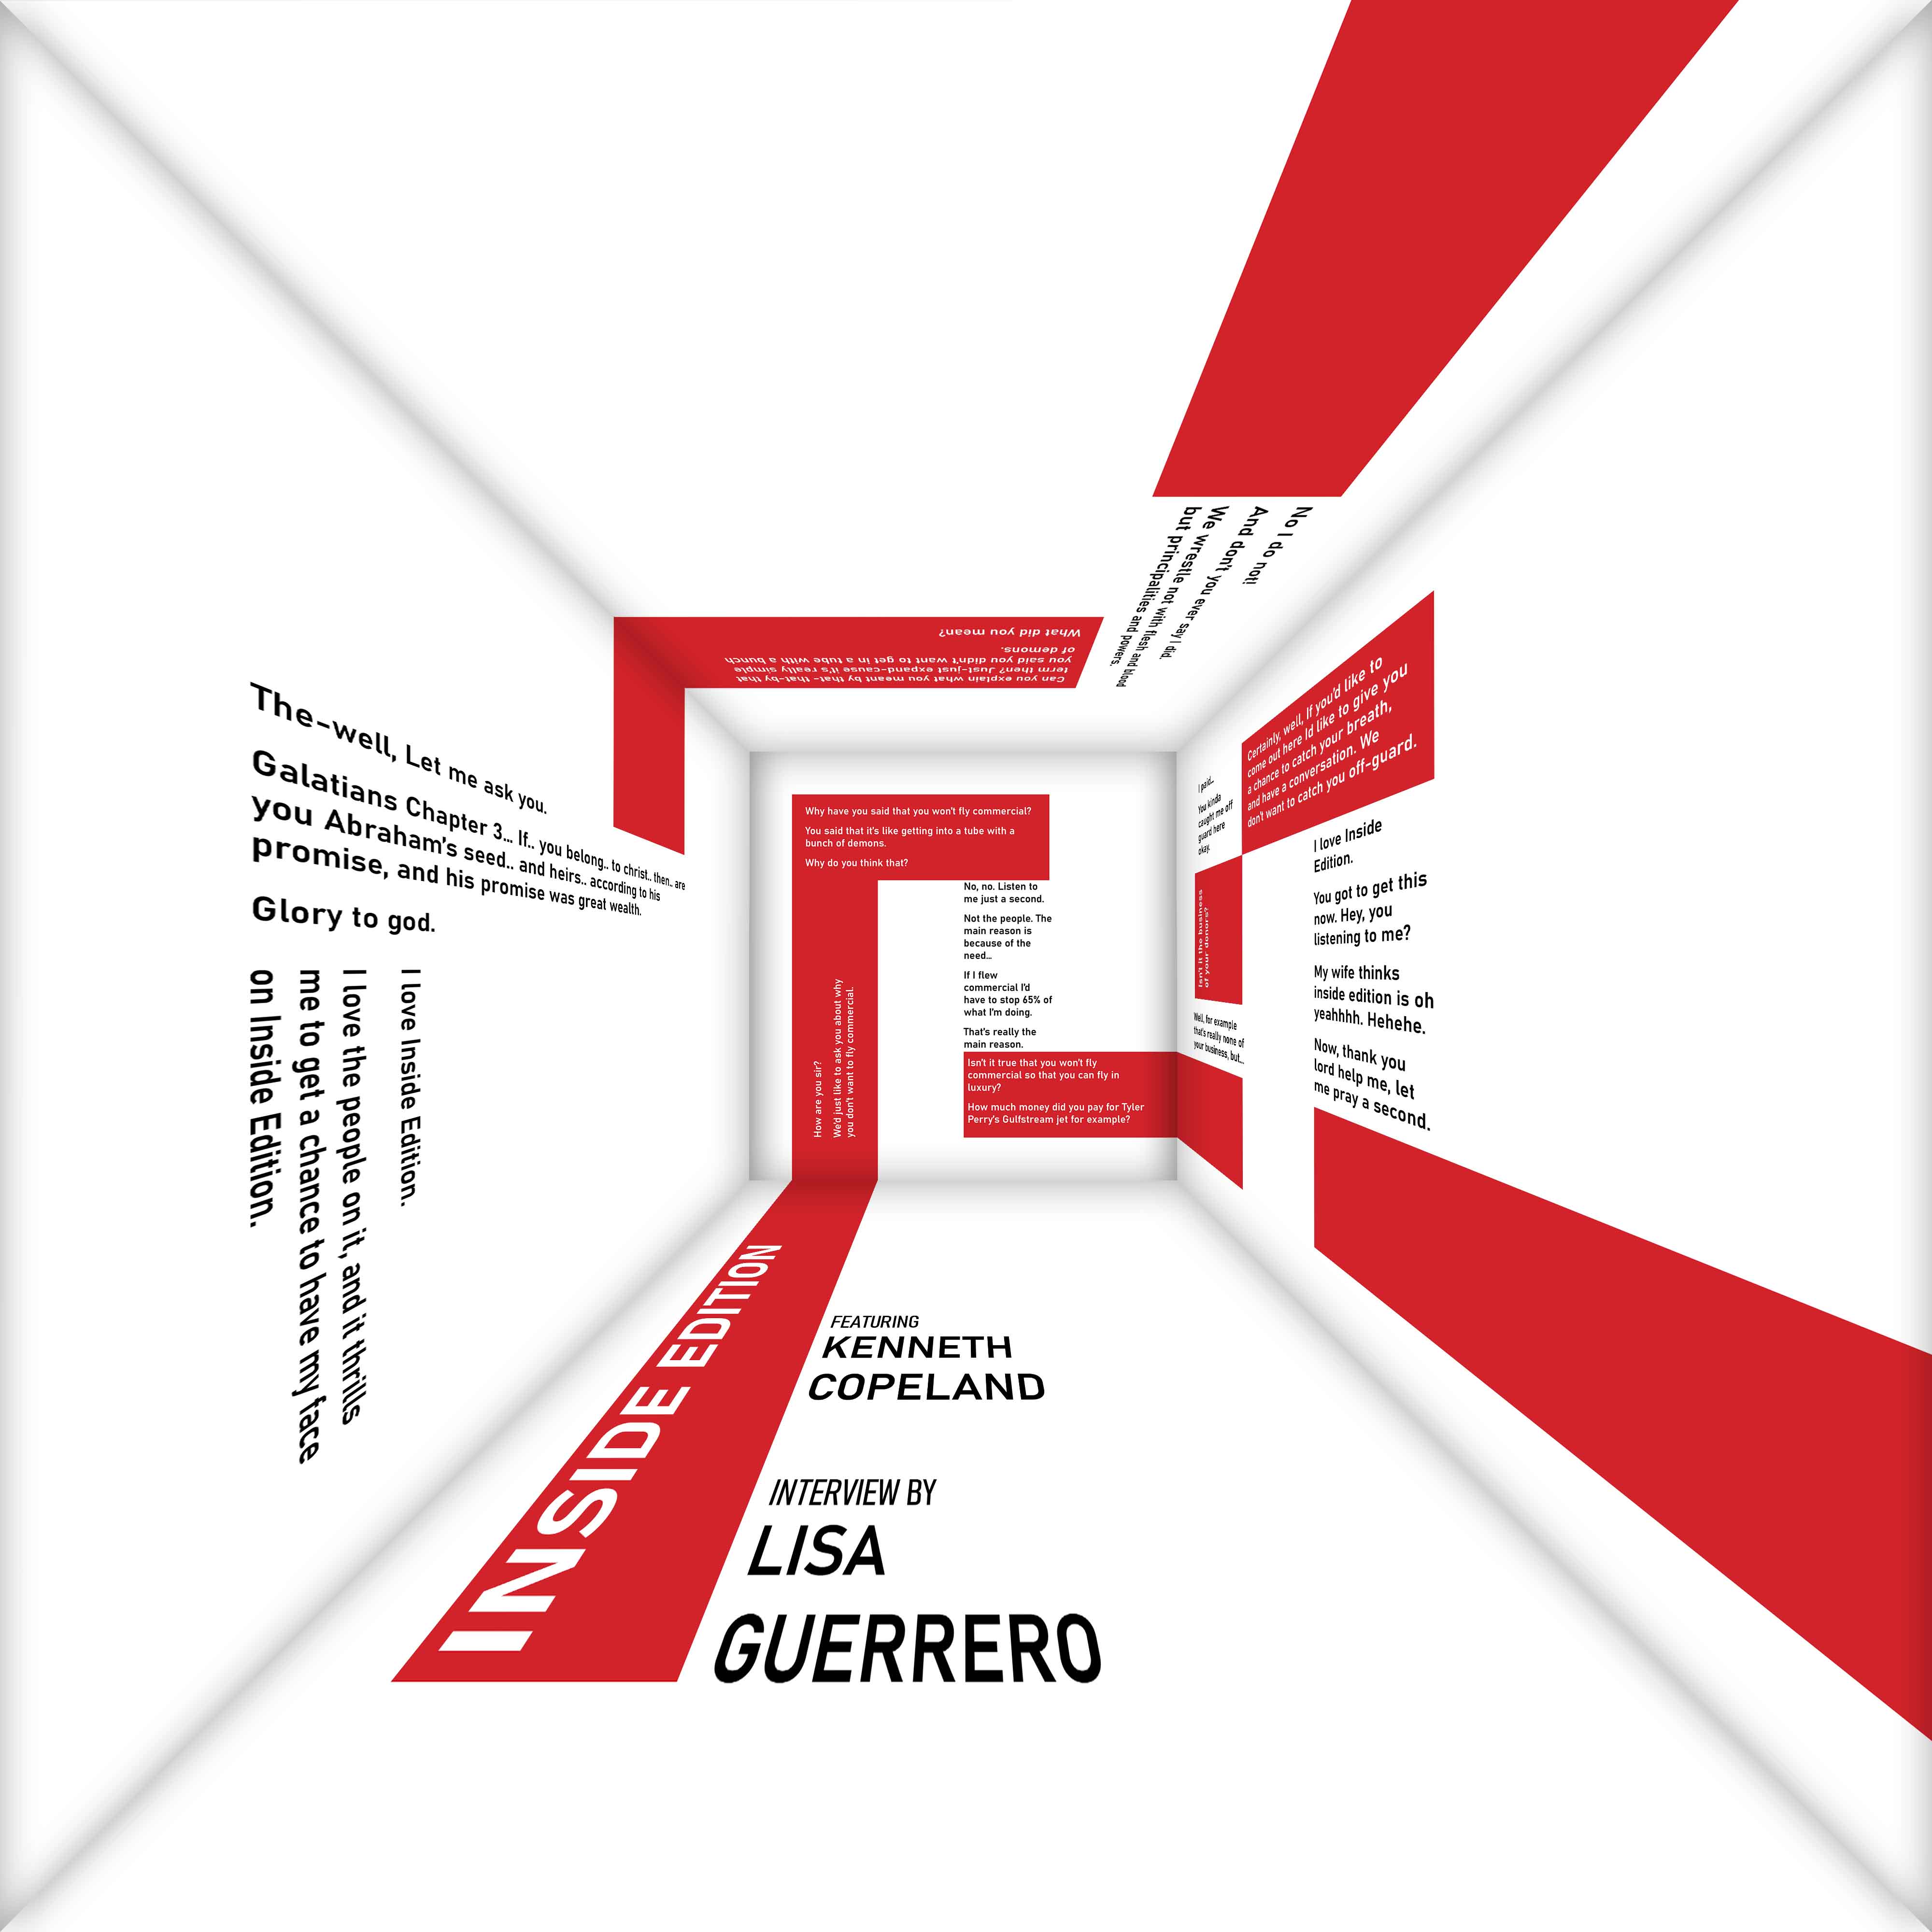 INSIDE EDITION
FEATURING
KENNETH
COPELAND
INTERVIEW BY
LISA
GUERRERO
How are you sir?
We'd just like to ask you about why
you don't want to fly commercial.
Why have you said that you won't fly commercial?
You said that it's like getting into a tube with a
bunch of demons.
Why do you think that?
No, no. Listen to
me just a second.
Not the people. The
main reason is
because of the
need...
If I flew
commercial I'd
have to stop 65% of
what I'm doing.
That's really the
main reason.
Isn't it true that you won't fly
commercial so that you can fly in
luxury?
How much money did you pay for Tyler
Perry's Gulfstream jet for example?
Well, for example
that's really none of
your business, but...
Isn't it the business
of your donors?
I paid...
You kinda
caught me off
guard here
okay.
Certainly, well, If you'd like to
come out here Id like to give you
a chance to catch your breath,
and have a conversation. We
don't want to catch you off-guard.
I love Inside
Edition.
You got to get this
now. Hey, you
listening to me?
My wife thinks
inside edition is oh
yeahhhh. Hehehe.
Now, thank you
lord help me, let
me pray a second.
I love Inside Edition.
I love the people on it, and it thrills
me to get a chance to have my face
on Inside Edition.
The-well, Let me ask you.
Galatians Chapter 3... If.. you belong.. to christ.. then.. are
you Abraham's seed.. and heirs.. according to his
promise, and his promise was great wealth.
Glory to god.
Can you explain what you meant by that- that-by that
term then? Just-just expand-cause it's really simple
you said you didn't want to get in a tube with a bunch
of demons.
What did you mean?
No I do not!
And don't you ever say I did.
We wrestle not with flesh and blood
but principalities and powers.